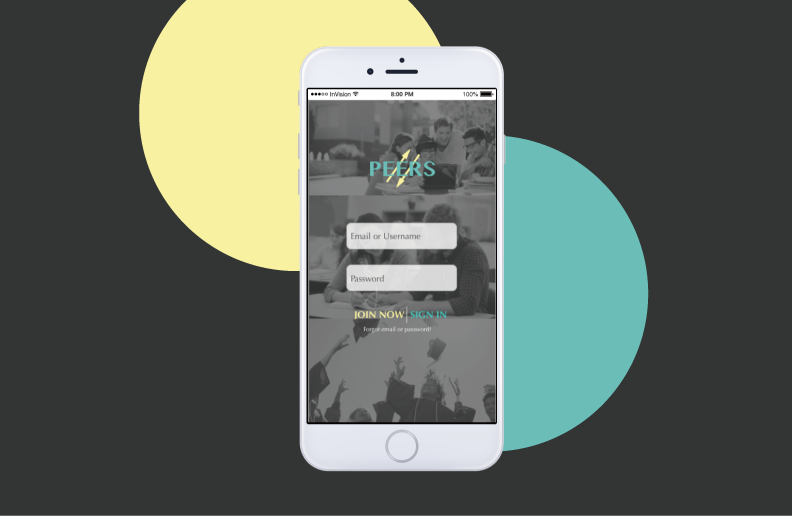 InVision 8:00 PM 100%
PEERS
Email or Username
Password
JOIN NOW | SIGN IN
Forgot email or password?